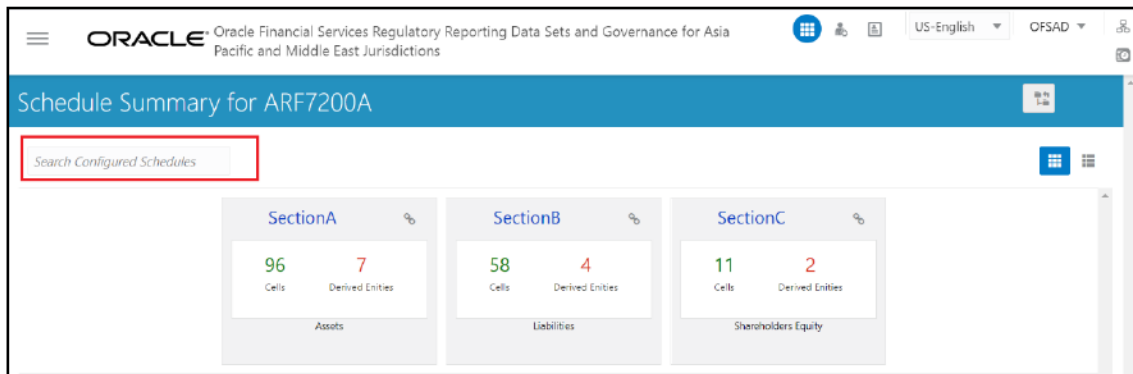 ORACLE® Oracle Financial Services Regulatory Reporting Data Sets and Governance for Asia
Pacific and Middle East Jurisdictions
US-English
OFSAD
Schedule Summary for ARF7200A
Search Configured Schedules
SectionA SectionB SectionC
96 7 58 4 11 2
Cells Derived Enities Cells Derived Enities Cells Derived Enities
Assets Liabilities Shareholders Equity